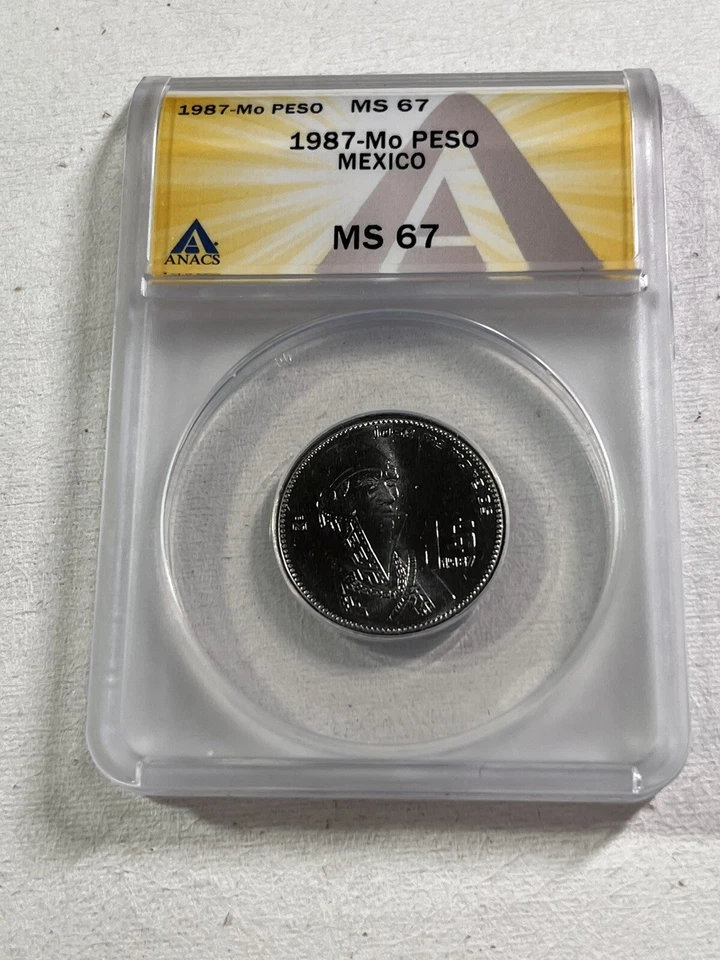 1987-Mo PESO MS 67
1987-Mo PESO
MEXICO
MS 67
ANACS
1$
1987